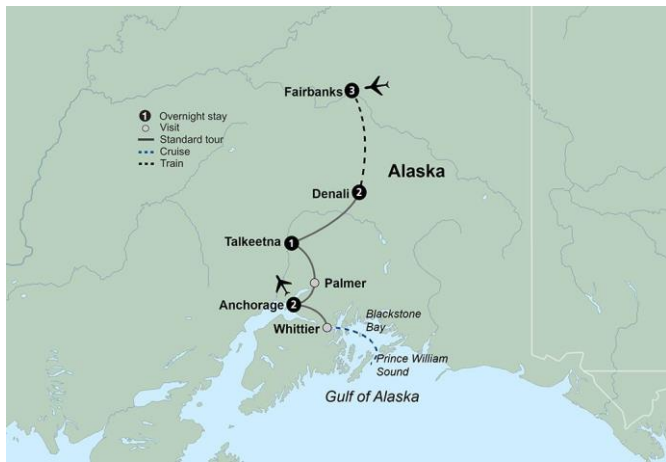 Fairbanks 3
1 Overnight stay
Visit
Standard tour
Cruise
Train
Alaska
Denali 2
Talkeetna 1
Palmer
Anchorage 2
Whittier
Blackstone
Bay
Prince William
Sound
Gulf of Alaska